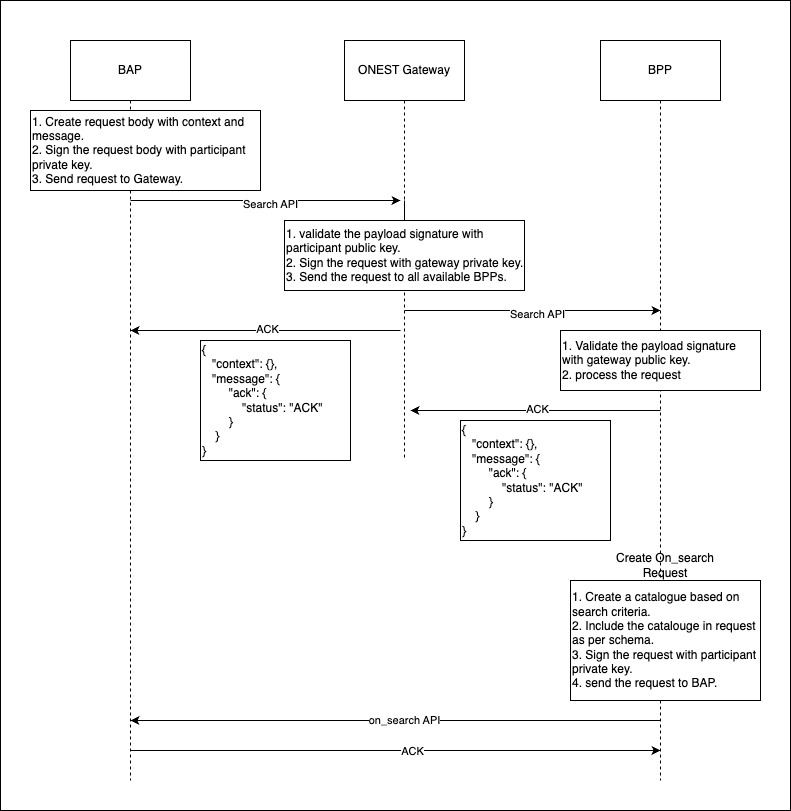 BAP
ONEST Gateway
BPP
1. Create request body with context and
message.
2. Sign the request body with participant
private key.
3. Send request to Gateway.
Search API
1. validate the payload signature with
participant public key.
2. Sign the request with gateway private key.
3. Send the request to all available BPPs.
Search API
ACK
{
"context": {},
"message": {
"ack": {
"status": "ACK"
}
}
}
1. Validate the payload signature
with gateway public key.
2. process the request
ACK
{
"context": {},
"message": {
"ack": {
"status": "ACK"
}
}
}
Create On_search
Request
1. Create a catalogue based on
search criteria.
2. Include the catalouge in request
as per schema.
3. Sign the request with participant
private key.
4. send the request to BAP.
on_search API
ACK